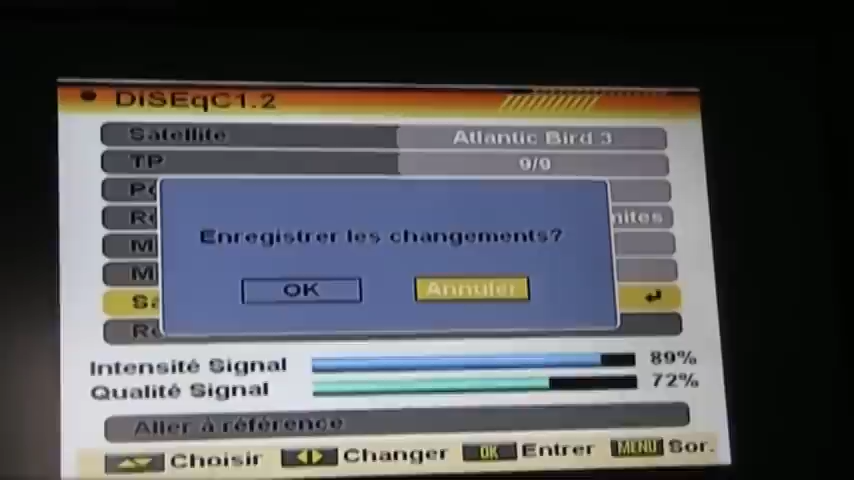 DiSEqC1.2
Satellite Atlantic Bird 3
TP 9/9
Enregistrer les changements?
OK Annuler
Intensité Signal 89%
Qualité Signal 72%
Aller à référence
Choisir Changer OK Entrer MENU Sor.